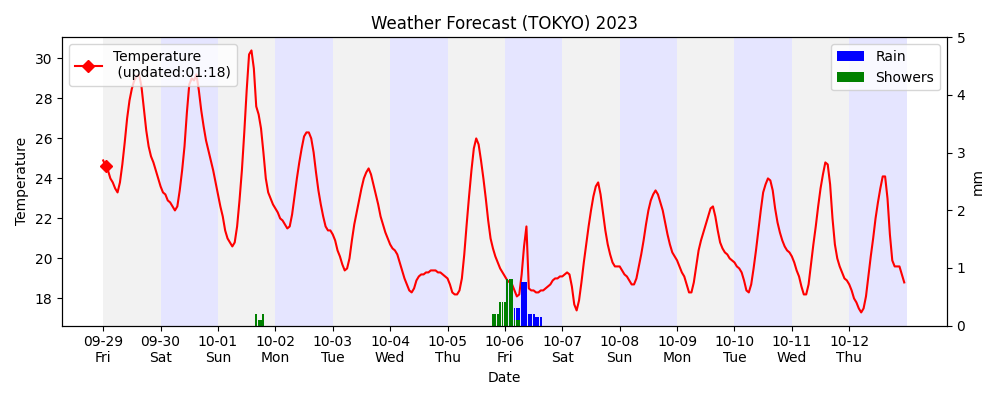 Weather Forecast (TOKYO) 2023
Temperature
(updated:01:18)
Rain
Showers
Temperature
30
28
26
24
22
20
18
5
4
3
2
1
0
mm
09-29 09-30 10-01 10-02 10-03 10-04 10-05 10-06 10-07 10-08 10-09 10-10 10-11 10-12
Fri Sat Sun Mon Tue Wed Thu Fri Sat Sun Mon Tue Wed Thu
Date